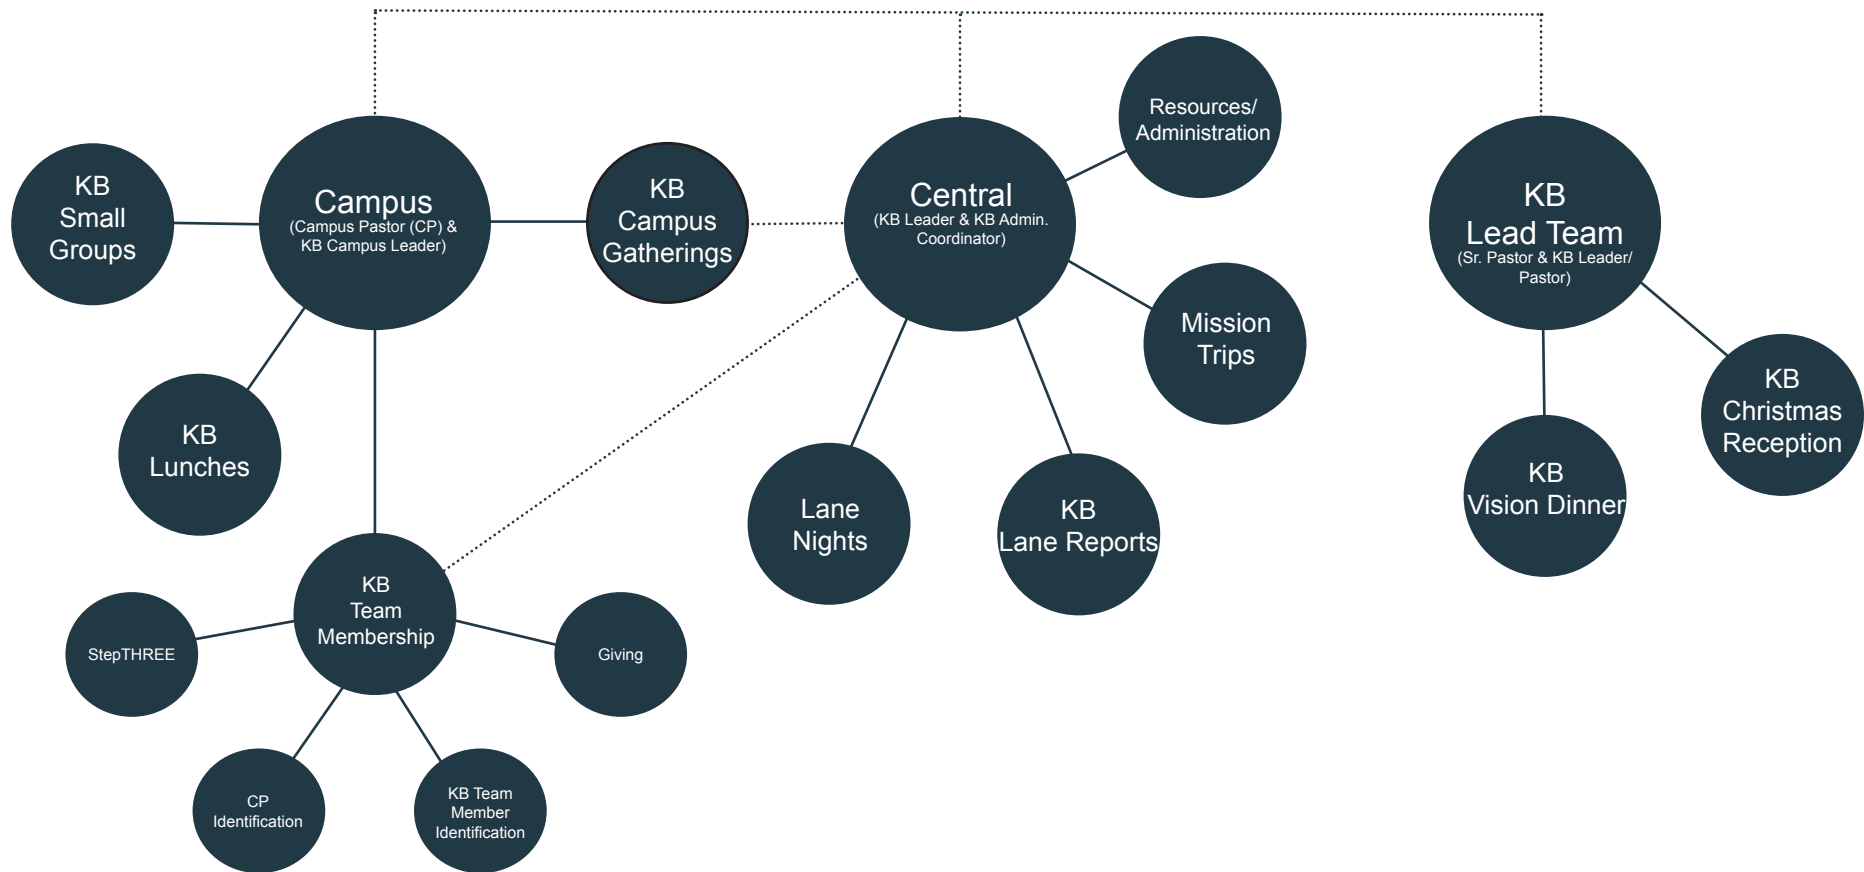 Resources/
Administration
KB
Small
Groups
Campus
(Campus Pastor (CP) &
KB Campus Leader)
KB
Campus
Gatherings
Central
(KB Leader & KB Admin.
Coordinator)
KB
Lead Team
(Sr. Pastor & KB Leader/
Pastor)
Mission
Trips
KB
Christmas
Reception
KB
Lunches
KB
Vision Dinner
Lane
Nights
KB
Lane Reports
KB
Team
Membership
StepTHREE
Giving
CP
Identification
KB Team
Member
Identification